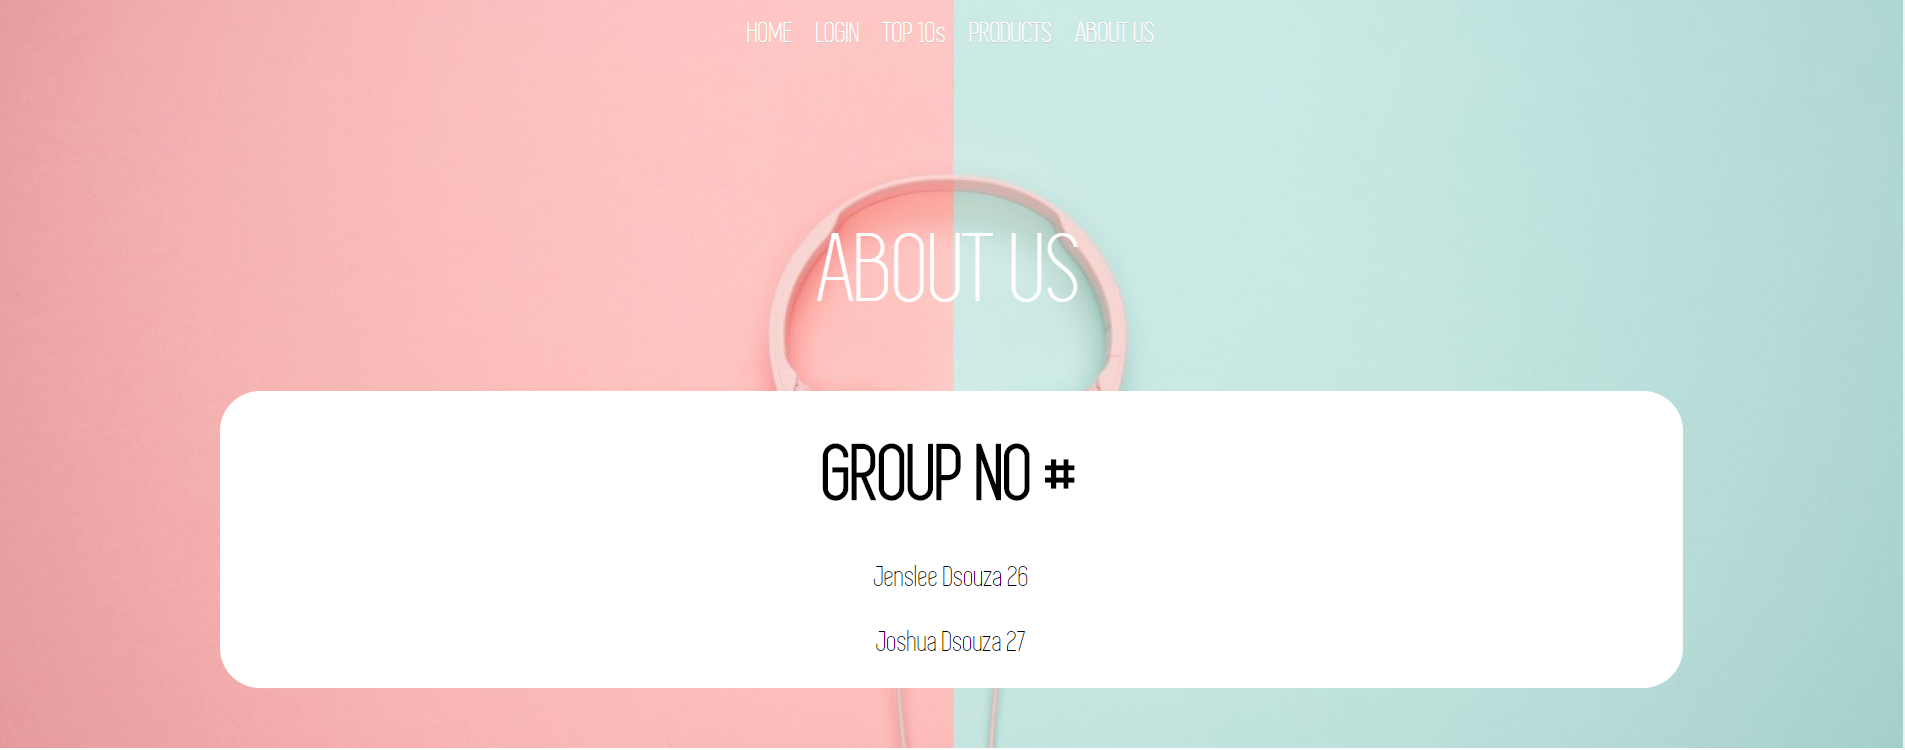 HOME LOGIN TOP 10s PRODUCTS ABOUT US
ABOUT US
GROUP NO #
Jenslee Dsouza 26
Joshua Dsouza 27